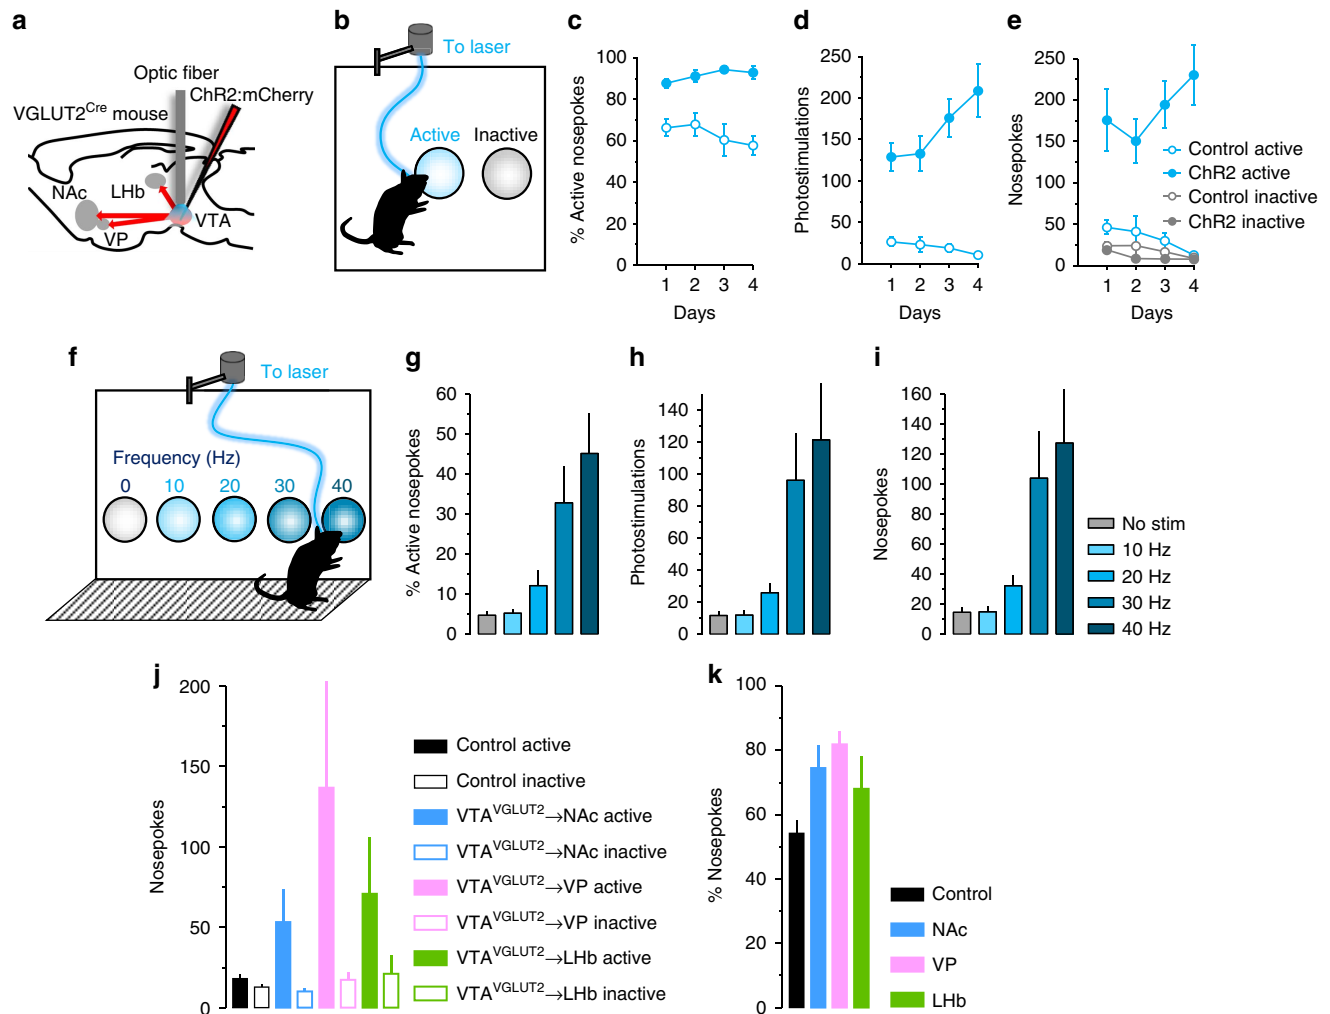 a
Optic fiber
ChR2:mCherry
VGLUT2Cre mouse
NAc
LHb
VTA
VP
b
To laser
Active
Inactive
c
% Active nosepokes
100
80
60
40
20
0
1 2 3 4
Days
d
Photostimulations
250
200
150
100
50
0
1 2 3 4
Days
e
Nosepokes
250
200
150
100
50
0
1 2 3 4
Days
Control active
ChR2 active
Control inactive
ChR2 inactive
f
To laser
Frequency (Hz)
0 10 20 30 40
g
% Active nosepokes
60
50
40
30
20
10
0
h
Photostimulations
140
120
100
80
60
40
20
0
i
Nosepokes
160
140
120
100
80
60
40
20
0
No stim
10 Hz
20 Hz
30 Hz
40 Hz
j
Nosepokes
200
150
100
50
0
Control active
Control inactive
VTAVGLUT2→NAc active
VTAVGLUT2→NAc inactive
VTAVGLUT2→VP active
VTAVGLUT2→VP inactive
VTAVGLUT2→LHb active
VTAVGLUT2→LHb inactive
k
% Nosepokes
100
80
60
40
20
0
Control
NAc
VP
LHb